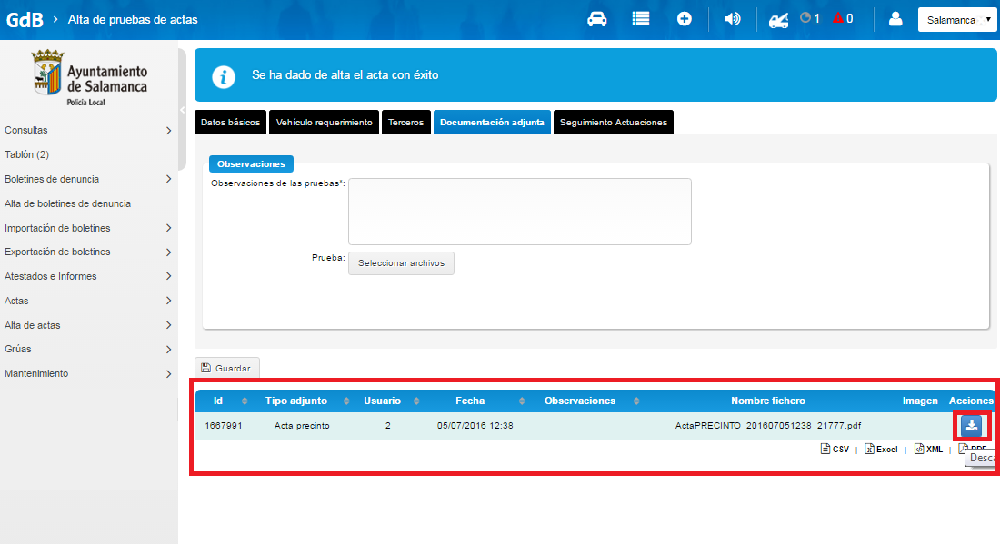 GdB > Alta de pruebas de actas
1 0
Salamanca
Ayuntamiento
de Salamanca
Policía Local
Consultas
Tablón (2)
Boletines de denuncia
Alta de boletines de denuncia
Importación de boletines
Exportación de boletines
Atestados e Informes
Actas
Alta de actas
Grúas
Mantenimiento
Se ha dado de alta el acta con éxito
Datos básicos Vehículo requerimiento Terceros Documentación adjunta Seguimiento Actuaciones
Observaciones
Observaciones de las pruebas*:
Prueba: Seleccionar archivos
Guardar
Id Tipo adjunto Usuario Fecha Observaciones Nombre fichero Imagen Acciones
1667991 Acta precinto 2 05/07/2016 12:38 ActaPRECINTO_201607051238_21777.pdf
CSV | Excel | XML | PDF
Desca